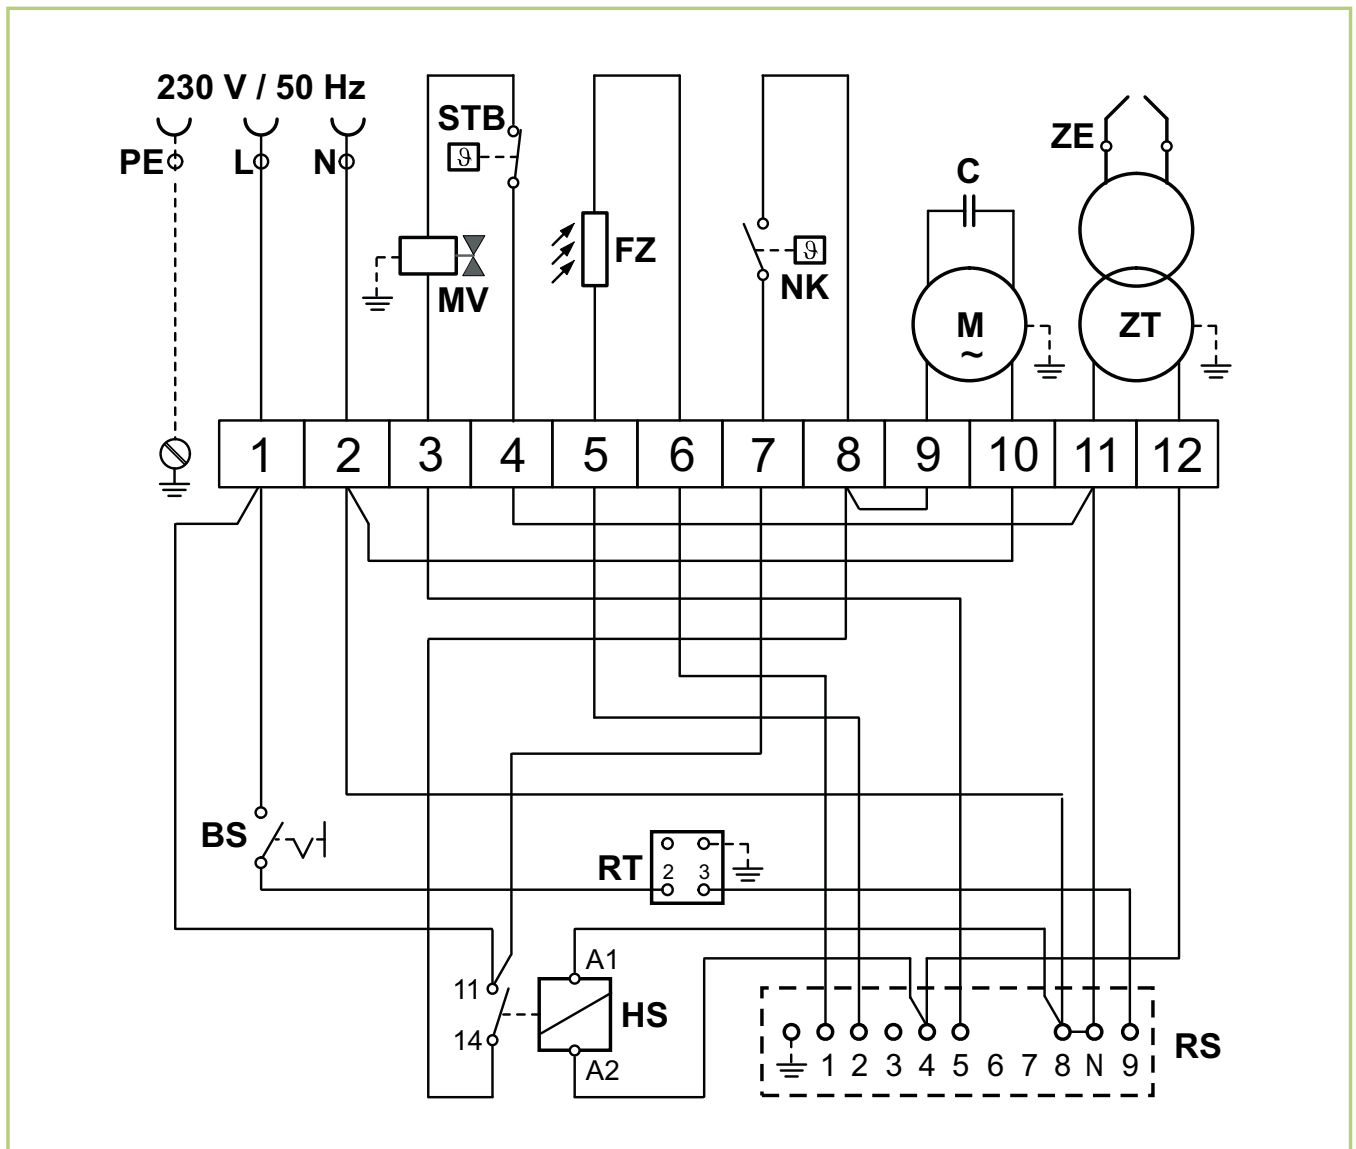 230 V / 50 Hz
PE L N
STB
ϑ
MV
FZ
ϑ
NK
C
M
~
ZE
ZT
1 2 3 4 5 6 7 8 9 10 11 12
BS
RT
2 3
11
14
A1
A2
HS
1 2 3 4 5 6 7 8 N 9
RS